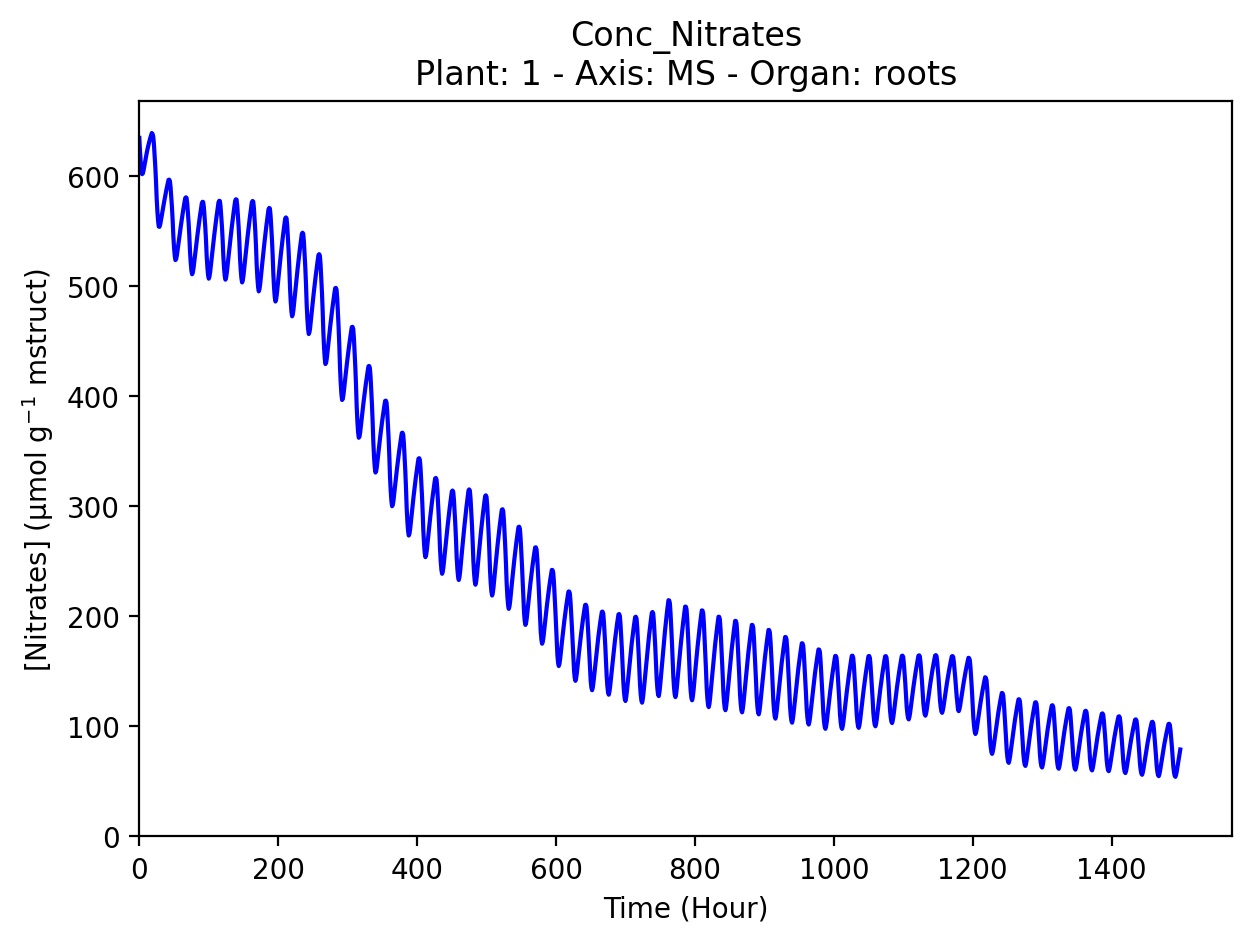 Conc_Nitrates
Plant: 1 - Axis: MS - Organ: roots
[Nitrates] (µmol g⁻¹ mstruct)
600
500
400
300
200
100
0
0 200 400 600 800 1000 1200 1400
Time (Hour)